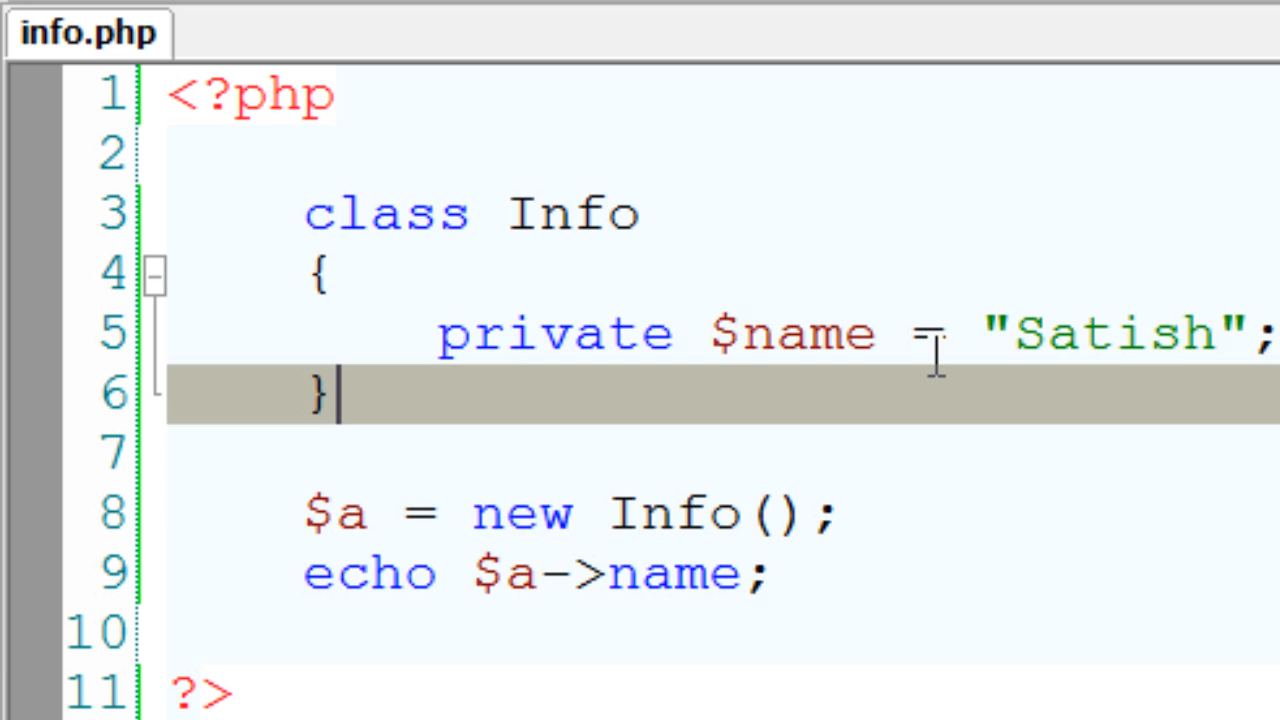 info.php
1 <?php
2
3 class Info
4 {
5 private $name = "Satish";
6 }
7
8 $a = new Info();
9 echo $a->name;
10
11 ?>